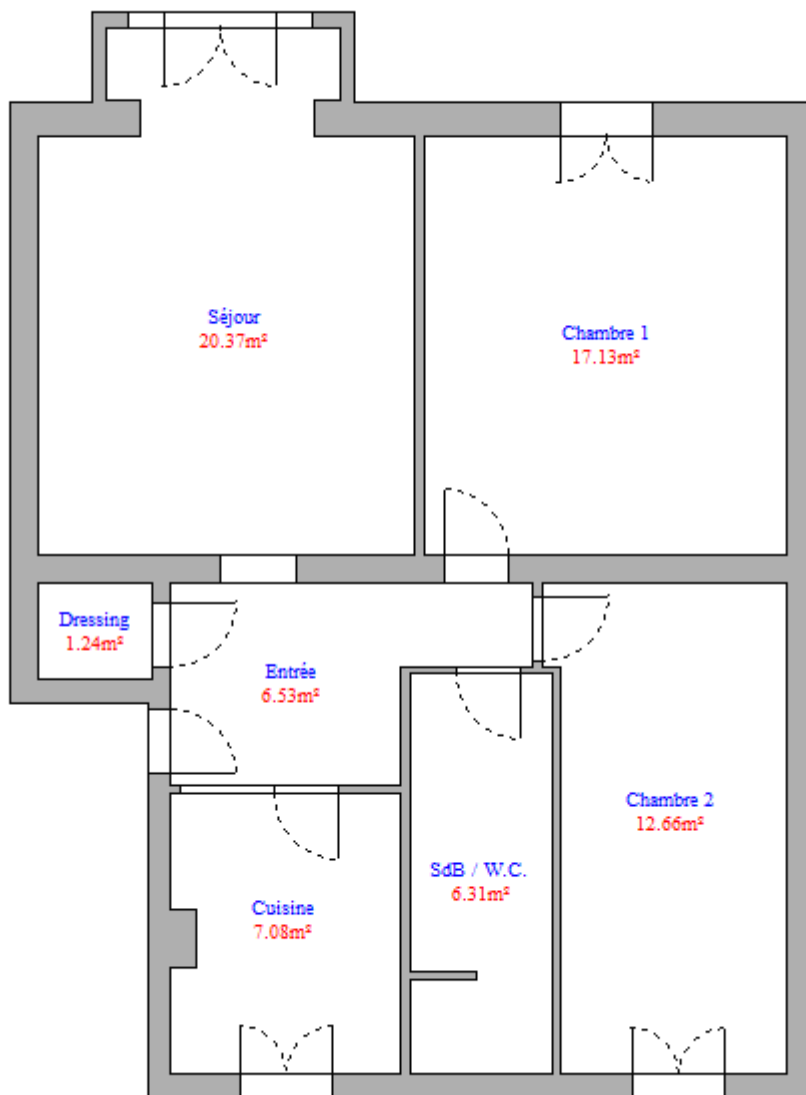 Séjour
20.37m²
Chambre 1
17.13m²
Dressing
1.24m²
Entrée
6.53m²
Chambre 2
12.66m²
SdB / W.C.
6.31m²
Cuisine
7.08m²